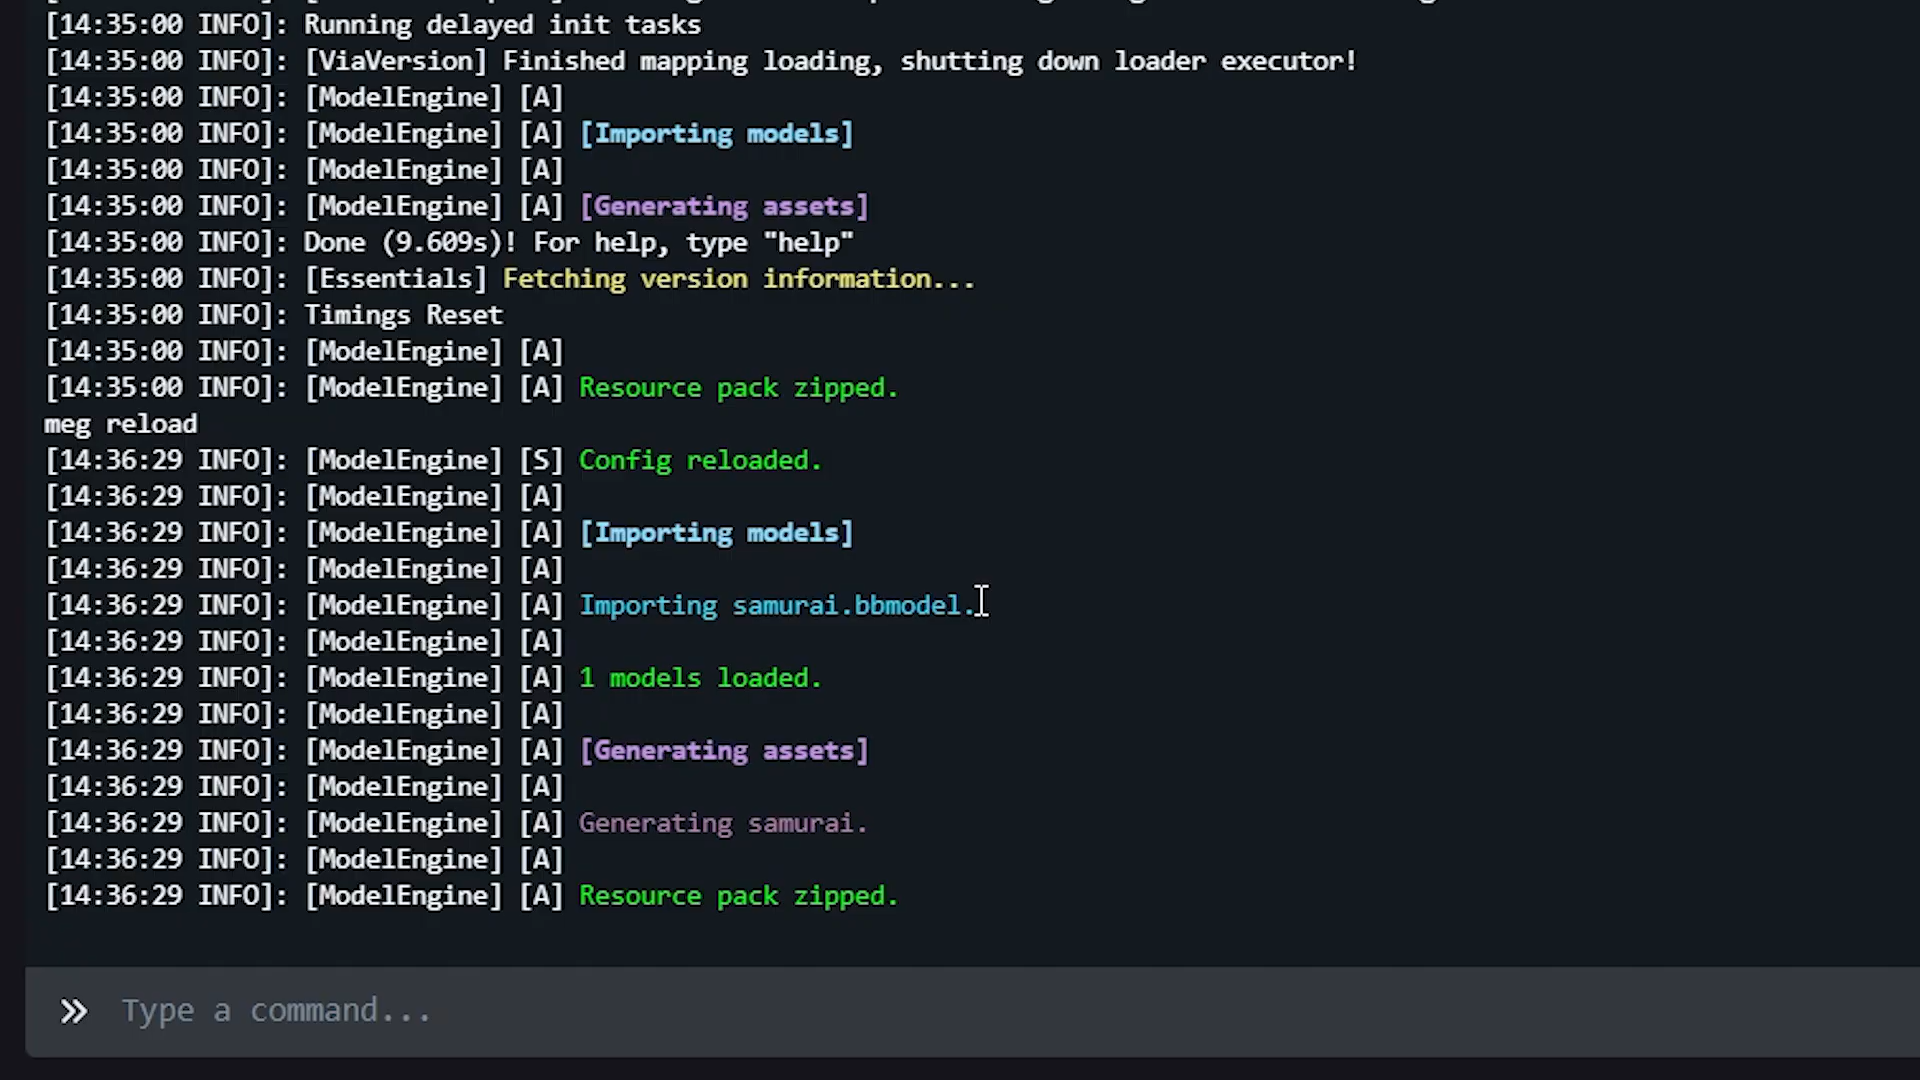 [14:35:00 INFO]: Running delayed init tasks
[14:35:00 INFO]: [ViaVersion] Finished mapping loading, shutting down loader executor!
[14:35:00 INFO]: [ModelEngine] [A]
[14:35:00 INFO]: [ModelEngine] [A] [Importing models]
[14:35:00 INFO]: [ModelEngine] [A]
[14:35:00 INFO]: [ModelEngine] [A] [Generating assets]
[14:35:00 INFO]: Done (9.609s)! For help, type "help"
[14:35:00 INFO]: [Essentials] Fetching version information...
[14:35:00 INFO]: Timings Reset
[14:35:00 INFO]: [ModelEngine] [A]
[14:35:00 INFO]: [ModelEngine] [A] Resource pack zipped.
meg reload
[14:36:29 INFO]: [ModelEngine] [S] Config reloaded.
[14:36:29 INFO]: [ModelEngine] [A]
[14:36:29 INFO]: [ModelEngine] [A] [Importing models]
[14:36:29 INFO]: [ModelEngine] [A]
[14:36:29 INFO]: [ModelEngine] [A] Importing samurai.bbmodel.
[14:36:29 INFO]: [ModelEngine] [A]
[14:36:29 INFO]: [ModelEngine] [A] 1 models loaded.
[14:36:29 INFO]: [ModelEngine] [A]
[14:36:29 INFO]: [ModelEngine] [A] [Generating assets]
[14:36:29 INFO]: [ModelEngine] [A]
[14:36:29 INFO]: [ModelEngine] [A] Generating samurai.
[14:36:29 INFO]: [ModelEngine] [A]
[14:36:29 INFO]: [ModelEngine] [A] Resource pack zipped.
» Type a command...